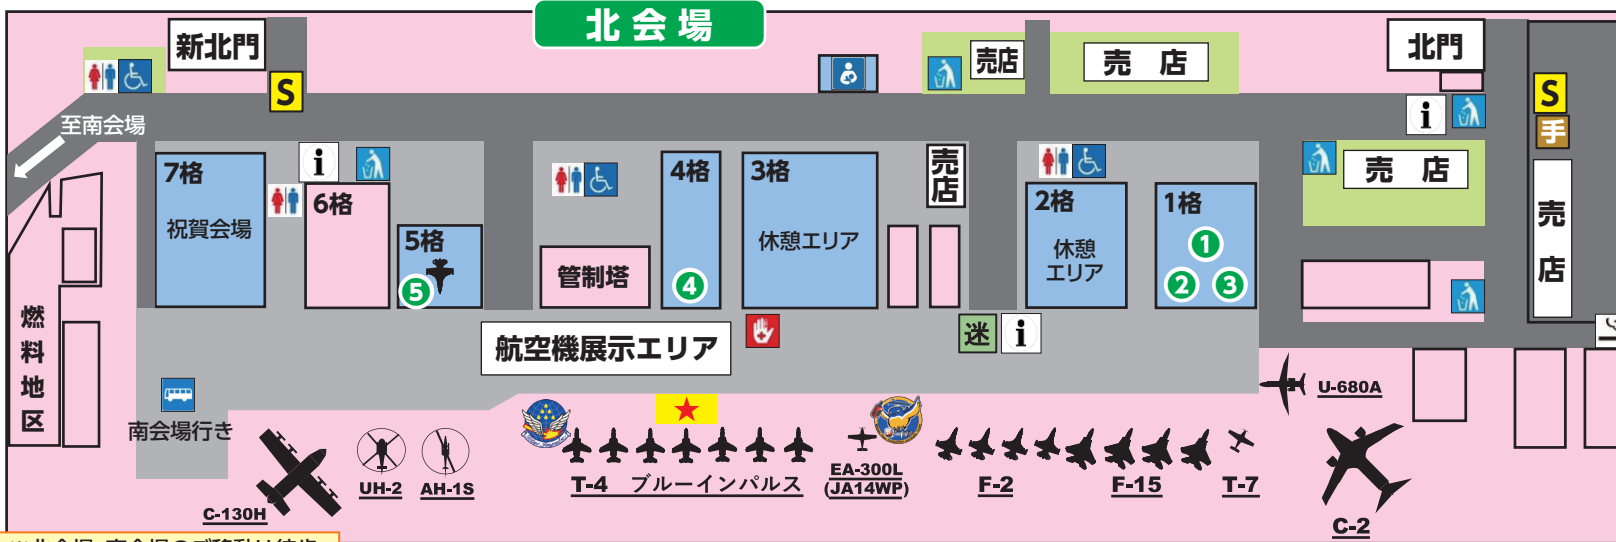 北会場
新北門
S
至南会場
売店
売 店
北門
i
S
手
売店
7格
祝賀会場
i
6格
5格
5
管制塔
4格
4
3格
休憩エリア
売店
2格
休憩
エリア
1格
1
2
3
売 店
燃料地区
航空機展示エリア
迷
i
南会場行き
U-680A
C-130H
UH-2
AH-1S
T-4 ブルーインパルス
EA-300L
(JA14WP)
F-2
F-15
T-7
C-2